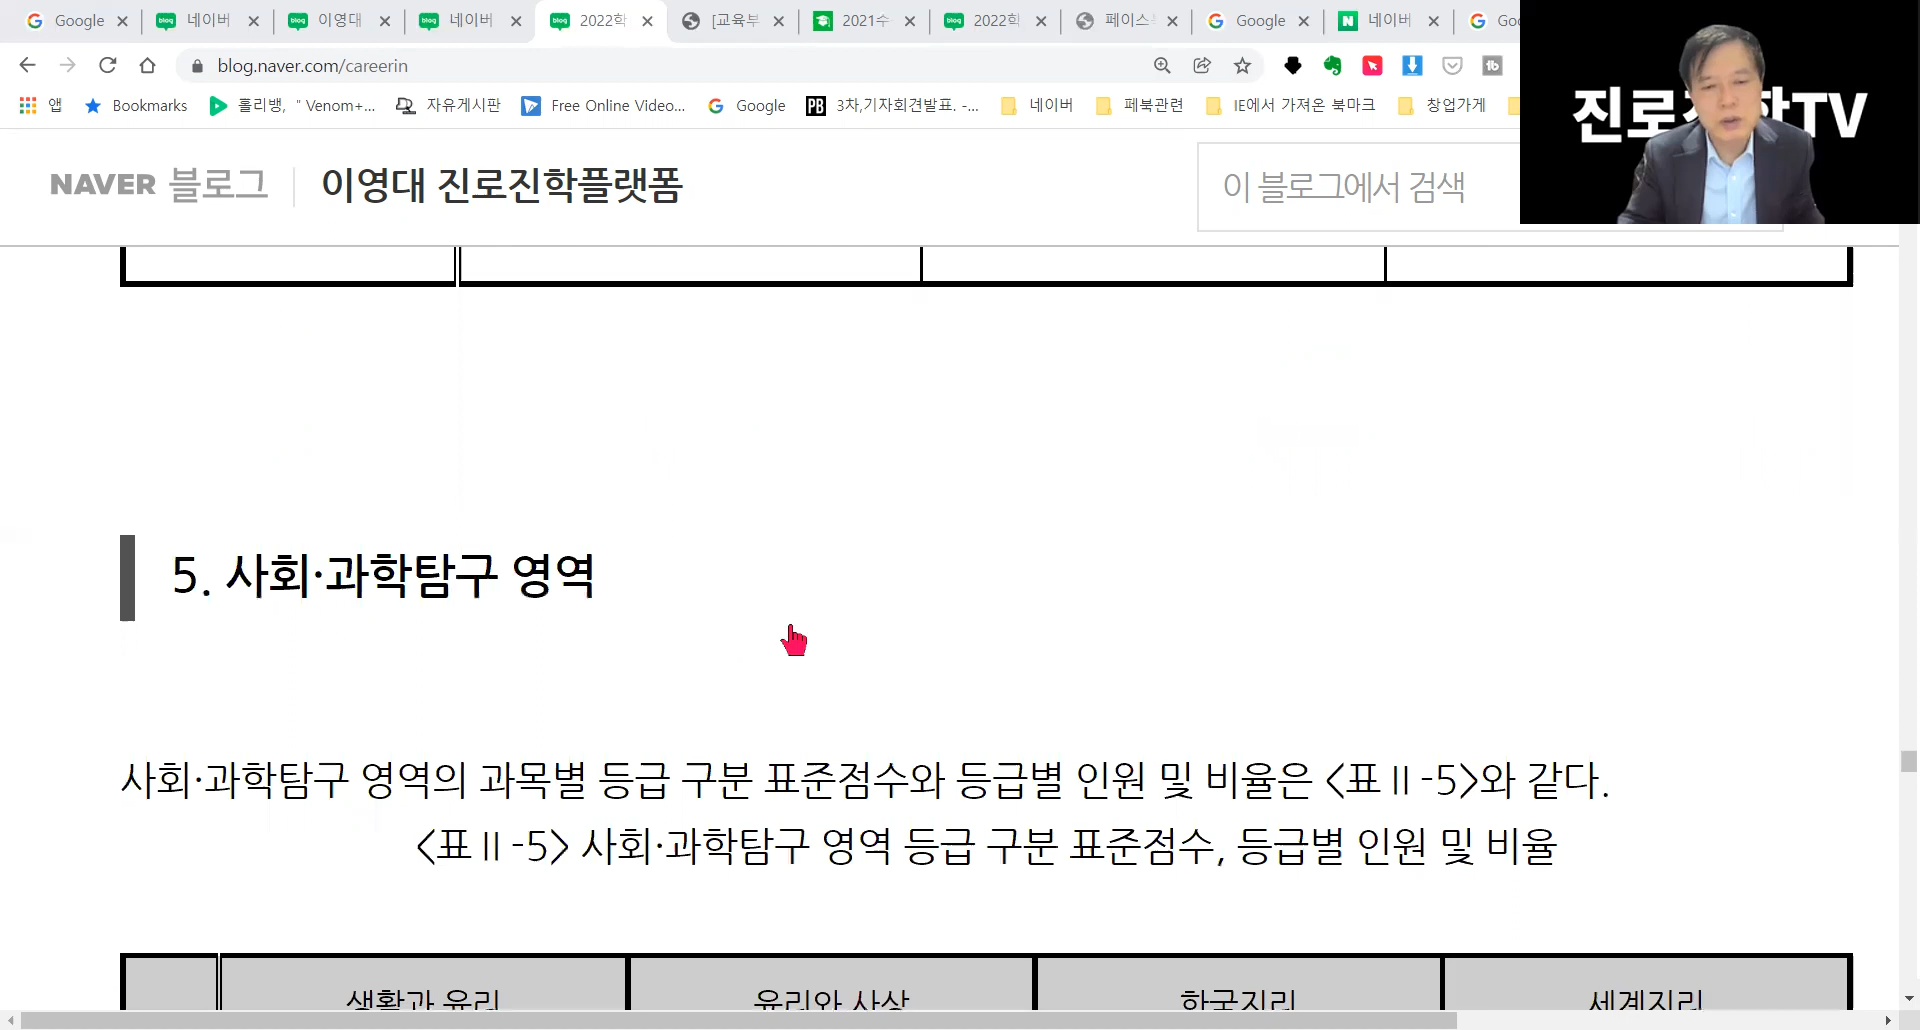 Google
네이버
이영대
네이버
2022학
[교육부
2021수
2022학
Google
네이버
blog.naver.com/careerin
앱
Bookmarks
홀리뱅, " Venom+...
자유게시판
Free Online Video...
Google
3차,기자회견발표. -...
네이버
페북관련
IE에서 가져온 북마크
창업가게
NAVER 블로그
이영대 진로진학플랫폼
이 블로그에서 검색
5. 사회·과학탐구 영역
사회·과학탐구 영역의 과목별 등급 구분 표준점수와 등급별 인원 및 비율은 <표Ⅱ-5>와 같다.
<표Ⅱ-5> 사회·과학탐구 영역 등급 구분 표준점수, 등급별 인원 및 비율
생활과 윤리
윤리와 사상
한국지리
세계지리